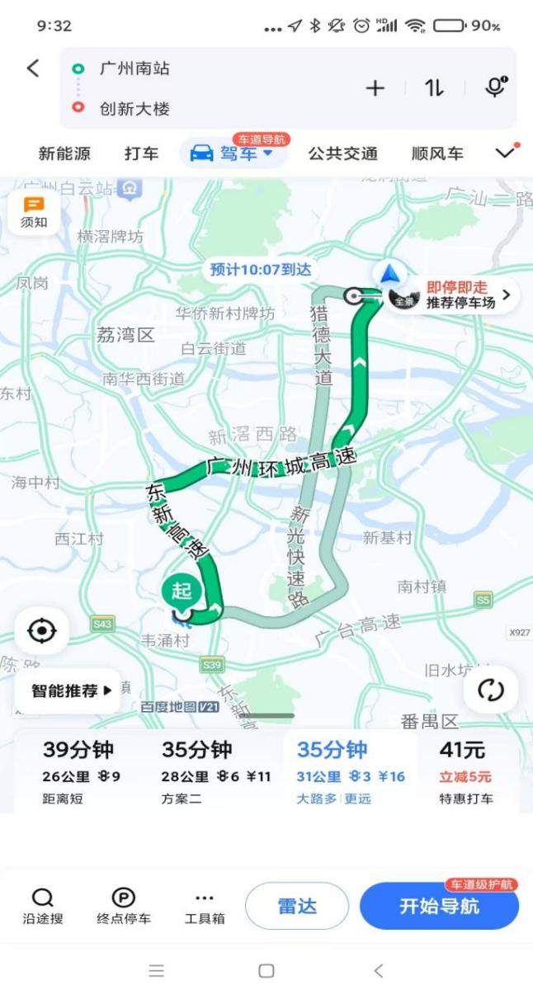 9:32
HD
90%
广州南站
创新大楼
车道导航
新能源
打车
驾车
公共交通
顺风车
广州白云站
广汕二路
须知
横滘牌坊
预计10:07到达
凤岗
即停即走
全景
推荐停车场
猎德大道
华侨新村牌坊
荔湾区
白云街道
南华西街道
东村
新滘西路
广州环城高速
海中村
东新高速
新光快速路
西江村
新基村
起
南村镇
S5
S43
广台高速
X927
韦涌村
陈
S39
旧水坑
智能推荐
镇
百度地图V21
东新高
番禺区
39分钟
35分钟
35分钟
41元
26公里 9
28公里 6 ¥11
31公里 3 ¥16
立减5元
距离短
方案二
大路多 更远
特惠打车
车道级护航
沿途搜
终点停车
工具箱
雷达
开始导航